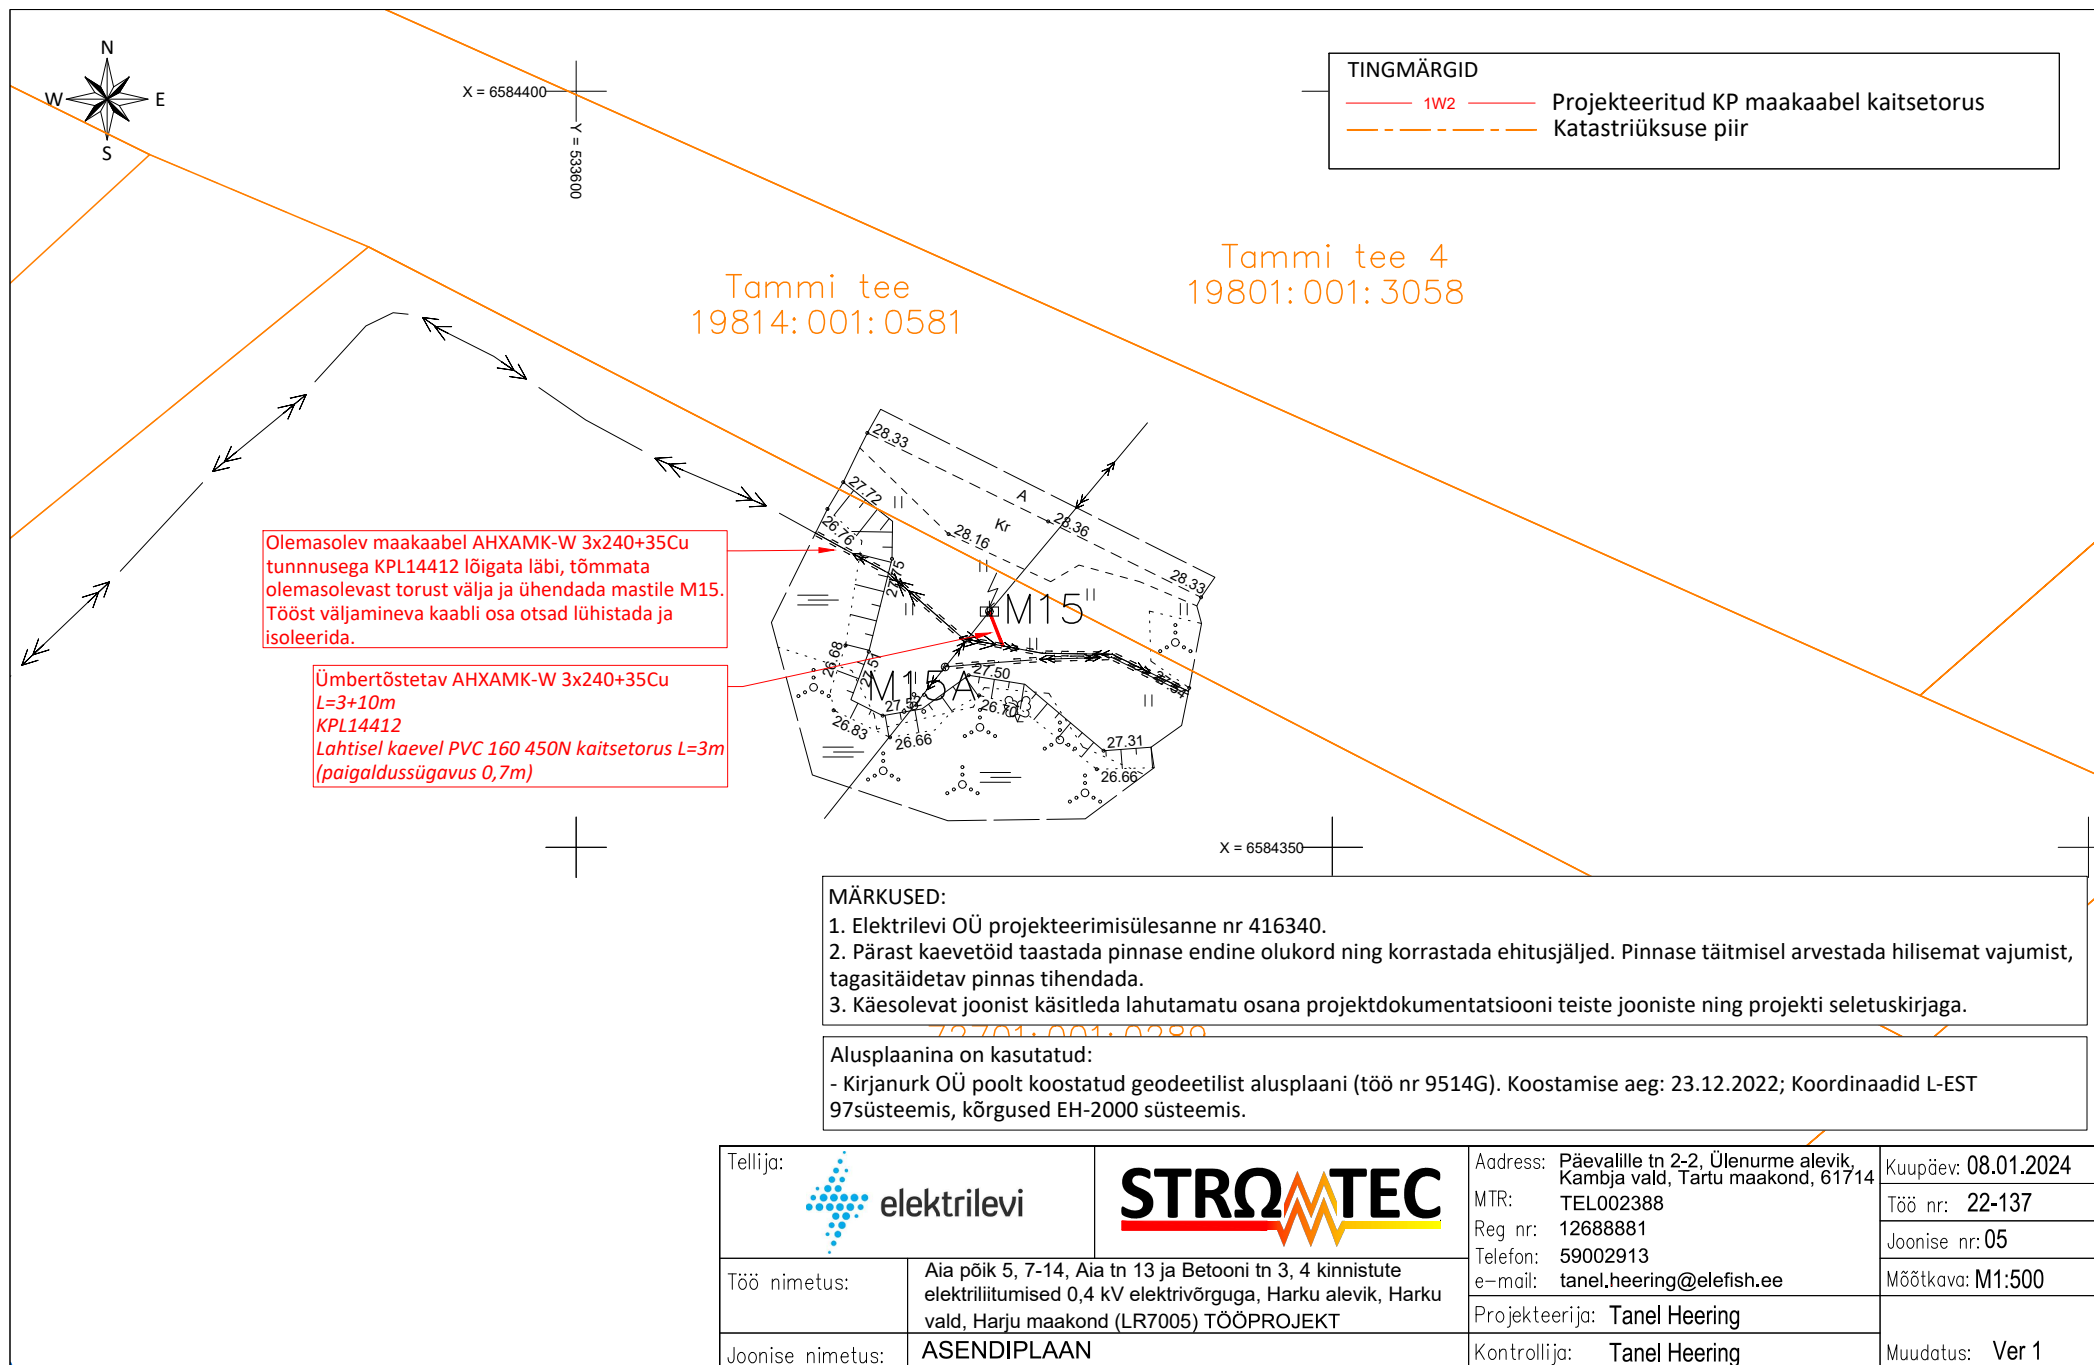 N
W
E
S
X = 6584400
Y = 533600
TINGMÄRGID
1W2
Projekteeritud KP maakaabel kaitsetorus
Katastriüksuse piir
Tammi tee
19814:001:0581
Tammi tee 4
19801:001:3058
28.33
27.72
26.76
27.75
A
Kr
28.16
28.36
28.33
Olemasolev maakaabel AHXAMK-W 3x240+35Cu
tunnnusega KPL14412 lõigata läbi, tõmmata
olemasolevast torust välja ja ühendada mastile M15.
Tööst väljamineva kaabli osa otsad lühistada ja
isoleerida.
M15
26.68
27.51
27.50
M15A
26.83
26.66
26.70
27.31
26.66
Ümbertõstetav AHXAMK-W 3x240+35Cu
L=3+10m
KPL14412
Lahtisel kaevel PVC 160 450N kaitsetorus L=3m
(paigaldussügavus 0,7m)
X = 6584350
MÄRKUSED:
1. Elektrilevi OÜ projekteerimisülesanne nr 416340.
2. Pärast kaevetöid taastada pinnase endine olukord ning korrastada ehitusjäljed. Pinnase täitmisel arvestada hilisemat vajumist,
tagasitäidetav pinnas tihendada.
3. Käesolevat joonist käsitleda lahutamatu osana projektdokumentatsiooni teiste jooniste ning projekti seletuskirjaga.
72701:001:0289
Alusplaanina on kasutatud:
- Kirjanurk OÜ poolt koostatud geodeetilist alusplaani (töö nr 9514G). Koostamise aeg: 23.12.2022; Koordinaadid L-EST
97süsteemis, kõrgused EH-2000 süsteemis.
Tellija:
elektrilevi
STRΩMTEC
Aadress: Päevalille tn 2-2, Ülenurme alevik,
Kambja vald, Tartu maakond, 61714
MTR: TEL002388
Reg nr: 12688881
Telefon: 59002913
e-mail: tanel.heering@elefish.ee
Kuupäev: 08.01.2024
Töö nr: 22-137
Joonise nr: 05
Mõõtkava: M1:500
Töö nimetus:
Aia põik 5, 7-14, Aia tn 13 ja Betooni tn 3, 4 kinnistute
elektriliitumised 0,4 kV elektrivõrguga, Harku alevik, Harku
vald, Harju maakond (LR7005) TÖÖPROJEKT
Projekteerija: Tanel Heering
Joonise nimetus: ASENDIPLAAN
Kontrollija: Tanel Heering
Muudatus: Ver 1